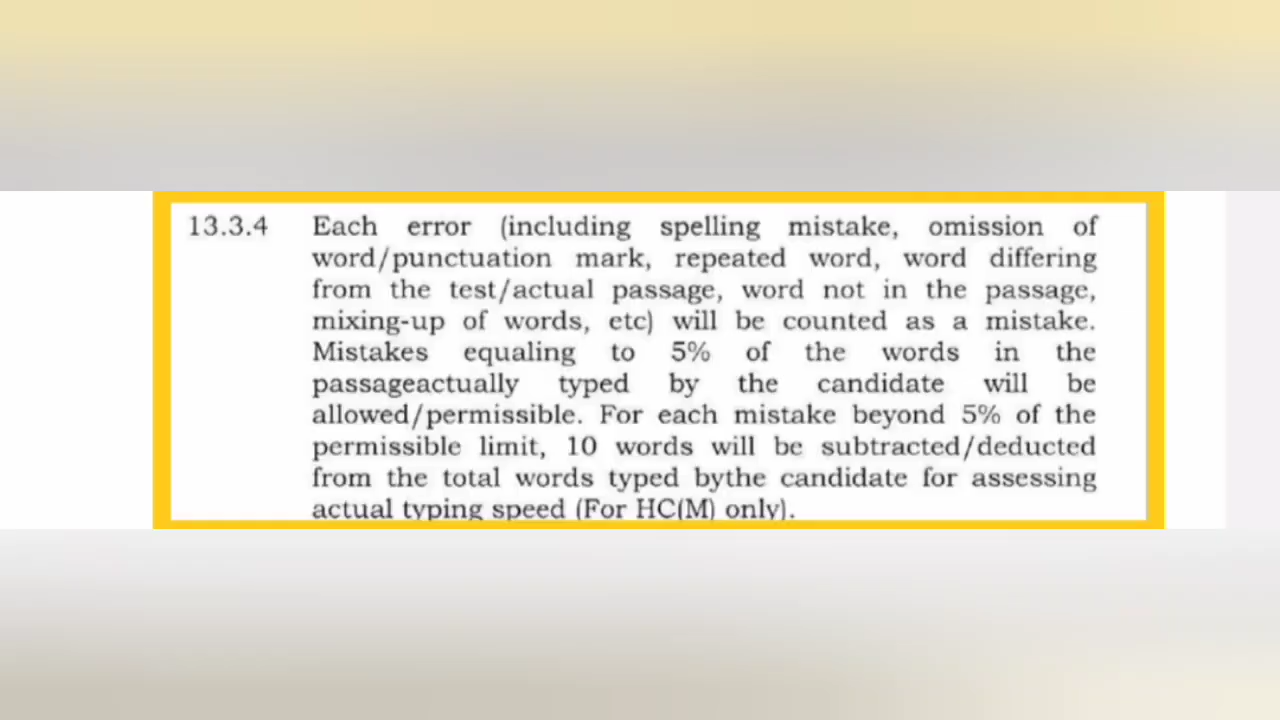 13.3.4 Each error (including spelling mistake, omission of
word/punctuation mark, repeated word, word differing
from the test/actual passage, word not in the passage,
mixing-up of words, etc) will be counted as a mistake.
Mistakes equaling to 5% of the words in the
passageactually typed by the candidate will be
allowed/permissible. For each mistake beyond 5% of the
permissible limit, 10 words will be subtracted/deducted
from the total words typed bythe candidate for assessing
actual typing speed (For HC(M) only).